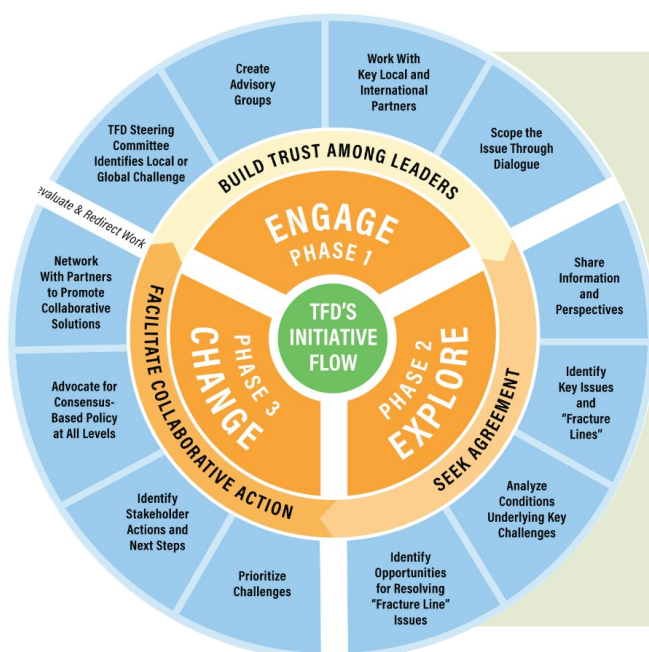 TFD'S
INITIATIVE
FLOW
ENGAGE
PHASE 1
BUILD TRUST AMONG LEADERS
TFD Steering
Committee
Identifies Local or
Global Challenge
Create
Advisory
Groups
Work With
Key Local and
International
Partners
Scope the
Issue Through
Dialogue
PHASE 2
EXPLORE
SEEK AGREEMENT
Share
Information
and
Perspectives
Identify
Key Issues
and
"Fracture
Lines"
Analyze
Conditions
Underlying Key
Challenges
Identify
Opportunities
for Resolving
"Fracture Line"
Issues
PHASE 3
CHANGE
FACILITATE COLLABORATIVE ACTION
Prioritize
Challenges
Identify
Stakeholder
Actions and
Next Steps
Advocate for
Consensus-
Based Policy
at All Levels
Network
With Partners
to Promote
Collaborative
Solutions
evaluate & Redirect Work